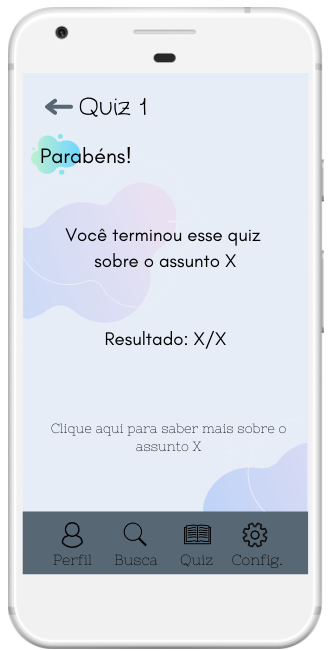 Quiz 1
Parabéns!
Você terminou esse quiz
sobre o assunto X
Resultado: X/X
Clique aqui para saber mais sobre o
assunto X
Perfil Busca Quiz Config.